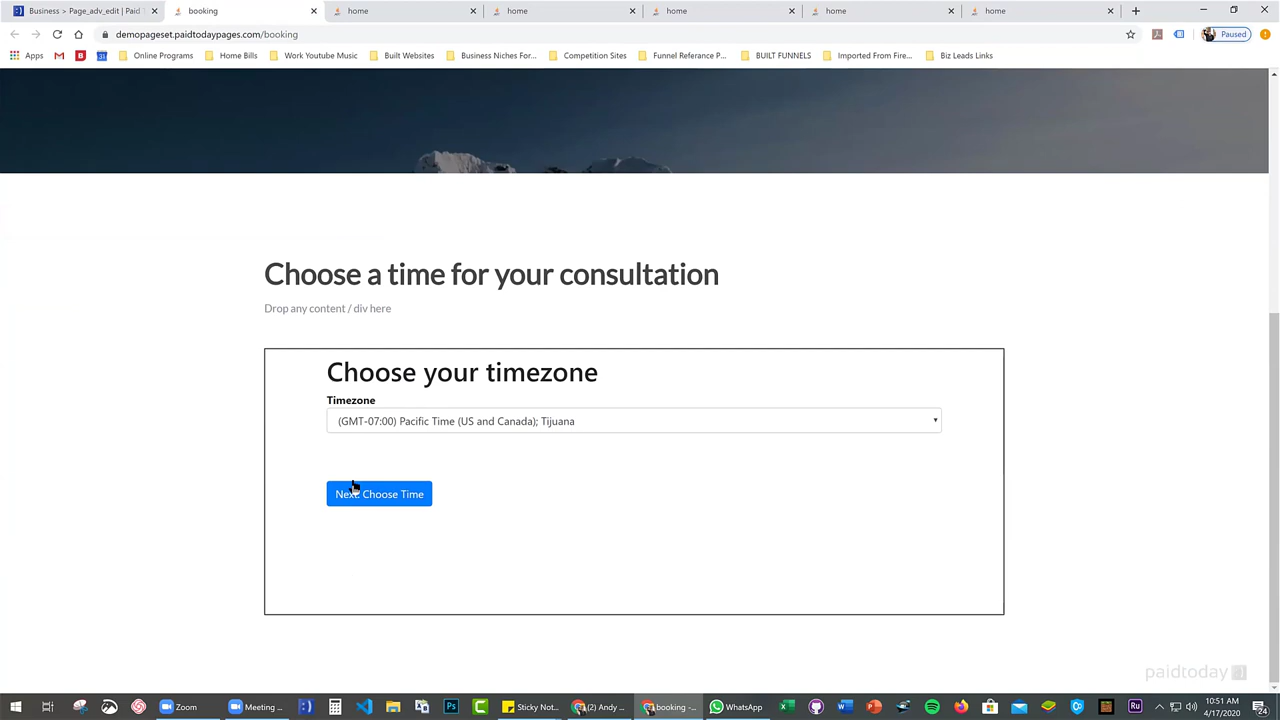 Business > Page_adv_edit | Paid T
booking
home
home
home
home
home
demopageset.paidtodaypages.com/booking
Paused
Apps
Online Programs
Home Bills
Work Youtube Music
Built Websites
Business Niches For...
Competition Sites
Funnel Referance P...
BUILT FUNNELS
Imported From Fire...
Biz Leads Links
Choose a time for your consultation
Drop any content / div here
Choose your timezone
Timezone
(GMT-07:00) Pacific Time (US and Canada); Tijuana
Next: Choose Time
paidtoday
Zoom
Meeting ...
Sticky Not...
(2) Andy ...
booking -...
WhatsApp
10:51 AM
4/17/2020
24